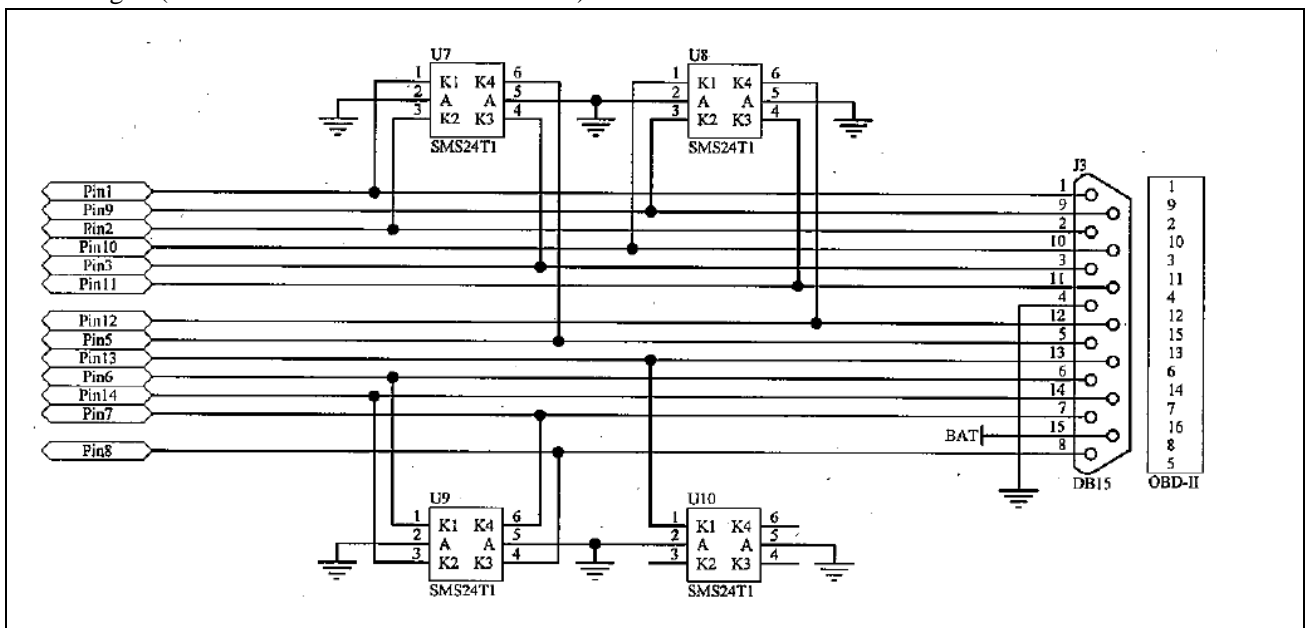 U7
1 K1 K4 6
2 A A 5
3 K2 K3 4
SMS24T1
U8
1 K1 K4 6
2 A A 5
3 K2 K3 4
SMS24T1
J3
Pin1
Pin9
Pin2
Pin10
Pin3
Pin11
Pin12
Pin5
Pin13
Pin6
Pin14
Pin7
Pin8
1
9
2
10
3
11
4
12
5
13
6
14
7
BAT 15
8
DB15
1
9
2
10
3
11
4
12
15
13
6
14
7
16
8
5
OBD-II
U9
1 K1 K4 6
2 A A 5
3 K2 K3 4
SMS24T1
U10
1 K1 K4 6
2 A A 5
3 K2 K3 4
SMS24T1